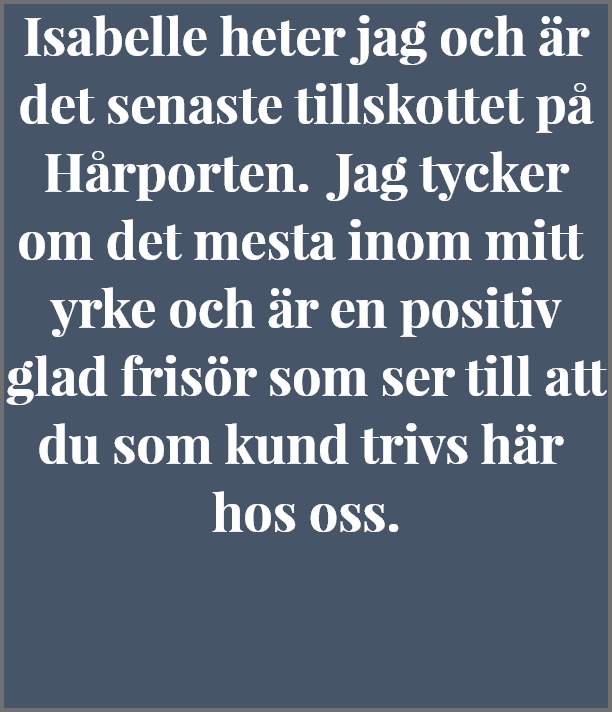 Isabelle heter jag och är
det senaste tillskottet på
Hårporten. Jag tycker
om det mesta inom mitt
yrke och är en positiv
glad frisör som ser till att
du som kund trivs här
hos oss.